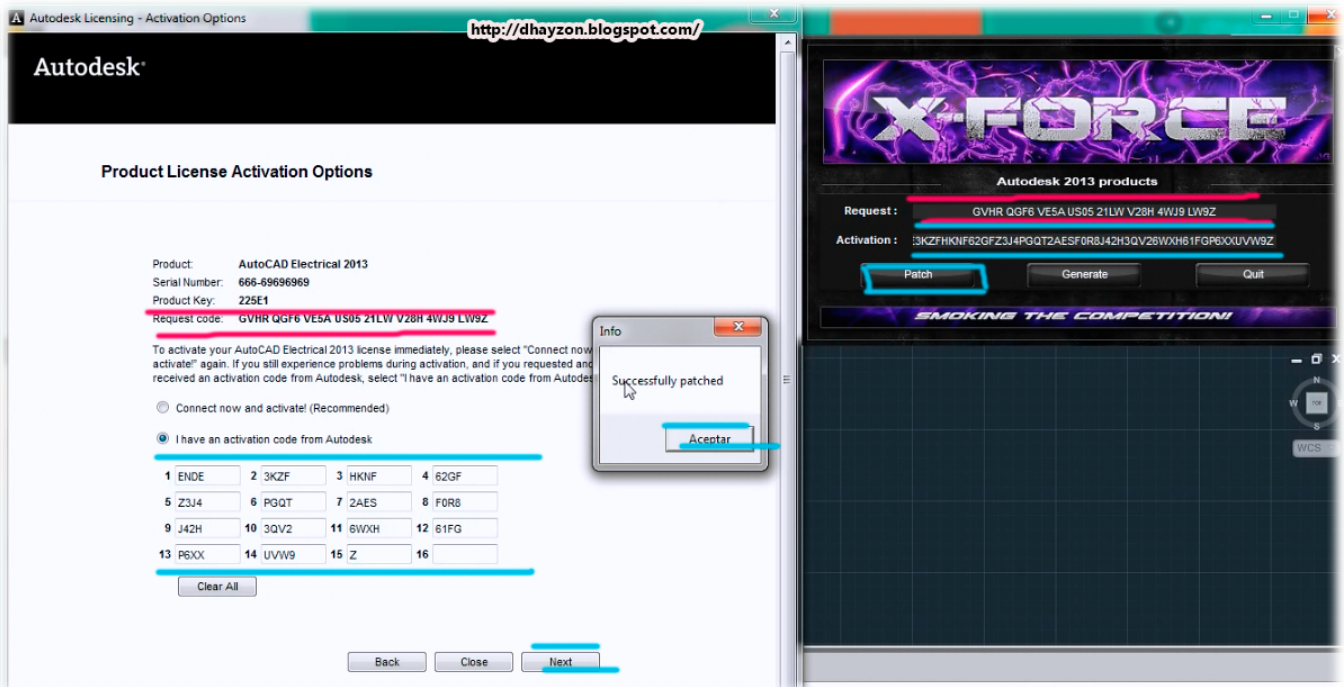 Autodesk Licensing - Activation Options
http://dhayzon.blogspot.com/
Autodesk
Product License Activation Options
Product: AutoCAD Electrical 2013
Serial Number: 666-69696969
Product Key: 225E1
Request code: GVHR QGF6 VE5A US05 21LW V28H 4WJ9 LW9Z
To activate your AutoCAD Electrical 2013 license immediately, please select "Connect now
activate!" again. If you still experience problems during activation, and if you requested and
received an activation code from Autodesk, select "I have an activation code from Autodes
Connect now and activate! (Recommended)
I have an activation code from Autodesk
1 ENDE 2 3KZF 3 HKNF 4 62GF
5 Z3J4 6 PGQT 7 2AES 8 F0R8
9 J42H 10 3QV2 11 6WXH 12 61FG
13 P6XX 14 UVW9 15 Z 16
Clear All
Back Close Next
Info
Successfully patched
Aceptar
X-FORCE
Autodesk 2013 products
Request : GVHR QGF6 VE5A US05 21LW V28H 4WJ9 LW9Z
Activation : :3KZFHKNF62GFZ3J4PGQT2AESF0R8J42H3QV26WXH61FGP6XXUVW9Z
Patch Generate Quit
SMOKING THE COMPETITION!
N
W TOP
S
WCS